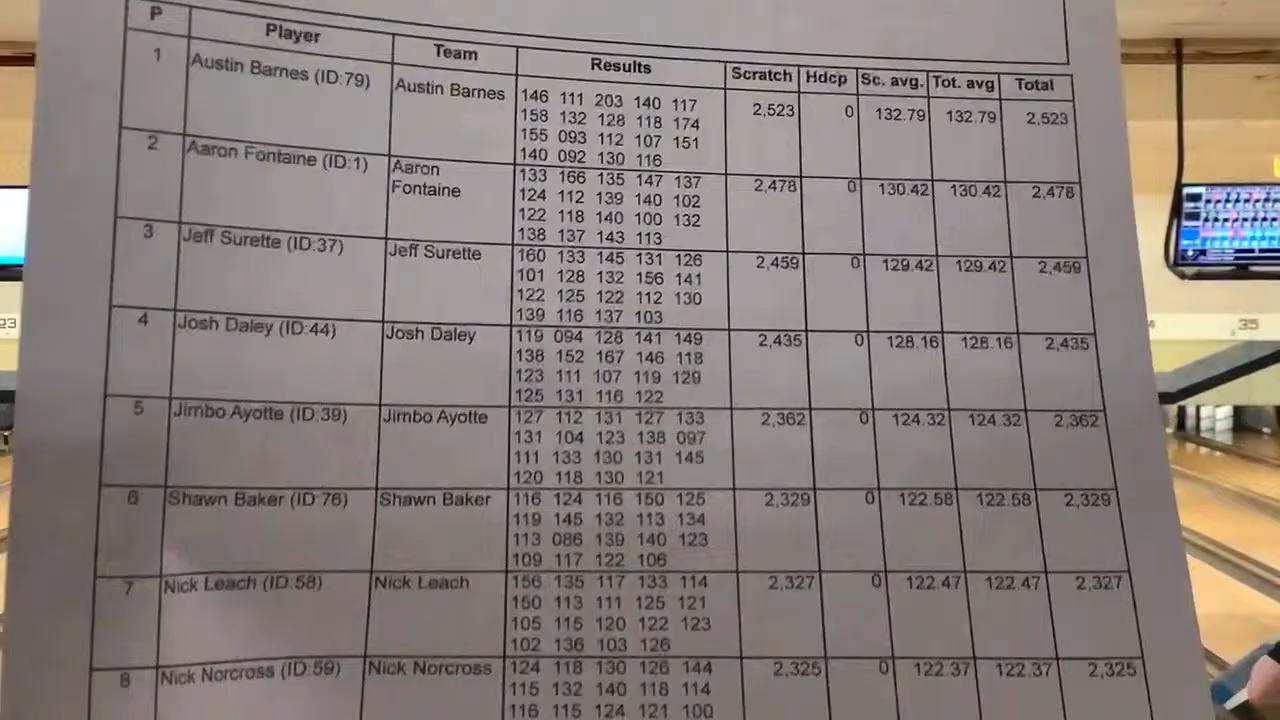 P Player Team Results Scratch Hdcp Sc. avg. Tot. avg Total
1 Austin Barnes (ID:79) Austin Barnes 146 111 203 140 117 2,523 0 132.79 132.79 2,523
158 132 128 118 174
155 093 112 107 151
140 092 130 116
2 Aaron Fontaine (ID:1) Aaron Fontaine 133 166 135 147 137 2,478 0 130.42 130.42 2,478
124 112 139 140 102
122 118 140 100 132
138 137 143 113
3 Jeff Surette (ID:37) Jeff Surette 160 133 145 131 126 2,459 0 129.42 129.42 2,459
101 128 132 156 141
122 125 122 112 130
139 116 137 103
4 Josh Daley (ID:44) Josh Daley 119 094 128 141 149 2,435 0 128.16 128.16 2,435
138 152 167 146 118
123 111 107 119 129
125 131 116 122
5 Jimbo Ayotte (ID:39) Jimbo Ayotte 127 112 131 127 133 2,362 0 124.32 124.32 2,362
131 104 123 138 097
111 133 130 131 145
120 118 130 121
6 Shawn Baker (ID:76) Shawn Baker 116 124 116 150 125 2,329 0 122.58 122.58 2,329
119 145 132 113 134
113 086 139 140 123
109 117 122 106
7 Nick Leach (ID:58) Nick Leach 156 135 117 133 114 2,327 0 122.47 122.47 2,327
150 113 111 125 121
105 115 120 122 123
102 136 103 126
8 Nick Norcross (ID:59) Nick Norcross 124 118 130 126 144 2,325 0 122.37 122.37 2,325
115 132 140 118 114
116 115 124 121 100
35